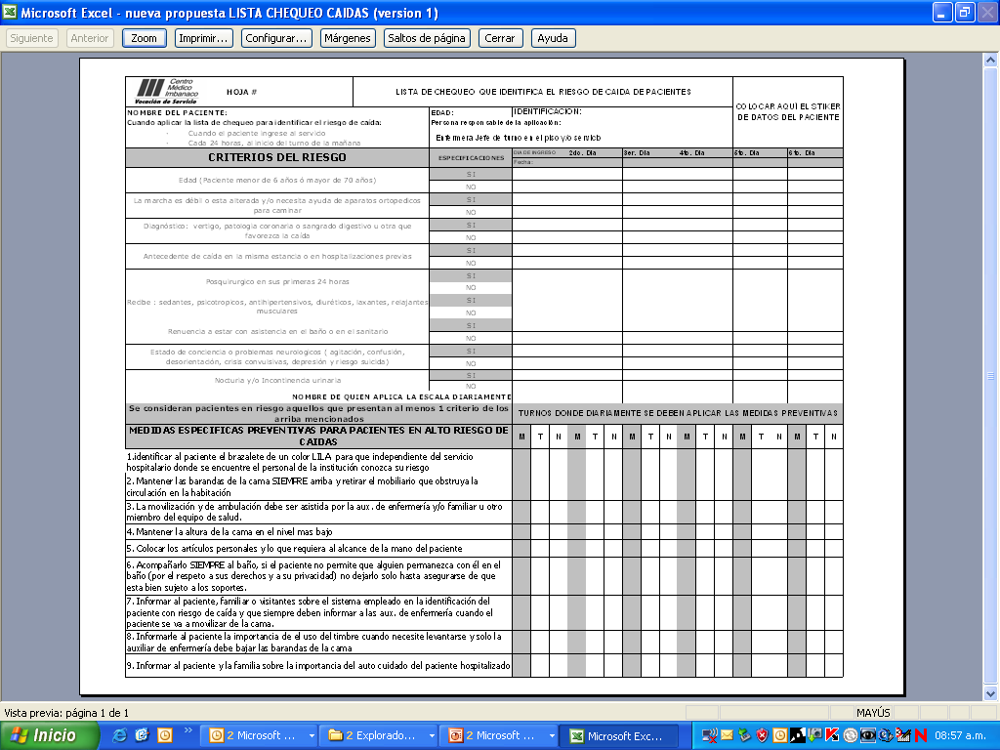 Microsoft Excel - nueva propuesta LISTA CHEQUEO CAIDAS (version 1)
Siguiente Anterior Zoom Imprimir... Configurar... Márgenes Saltos de página Cerrar Ayuda
Centro
Médico
Imbanaco
Vocación de Servicio
HOJA #
LISTA DE CHEQUEO QUE IDENTIFICA EL RIESGO DE CAIDA DE PACIENTES
COLOCAR AQUÍ EL STIKER
DE DATOS DEL PACIENTE
NOMBRE DEL PACIENTE:
EDAD: IDENTIFICACION:
Cuando aplicar la lista de chequeo para identificar el riesgo de caída:
Persona responsable de la aplicación:
· Cuando el paciente ingrese al servicio
Enfermera Jefe de turno en el piso y/o servicio
· Cada 24 horas, al inicio del turno de la mañana
CRITERIOS DEL RIESGO
ESPECIFICACIONES
DIA DE INGRESO 2do. Dia 3er. Dia 4to. Dia 5to. Dia 6to. Dia
Fecha:
Edad (Paciente menor de 6 años ó mayor de 70 años)
SI
NO
La marcha es débil o esta alterada y/o necesita ayuda de aparatos ortopedicos
para caminar
SI
NO
Diagnóstico: vertigo, patologia coronaria o sangrado digestivo u otra que
favorezca la caída
SI
NO
Antecedente de caída en la misma estancia o en hospitalizaciones previas
SI
NO
Posquirurgico en sus primeras 24 horas
SI
NO
Recibe : sedantes, psicotropicos, antihipertensivos, diuréticos, laxantes, relajantes
musculares
SI
NO
Renuencia a estar con asistencia en el baño o en el sanitario
SI
NO
Estado de conciencia o problemas neurologicos ( agitación, confusión,
desorientación, crisis convulsivas, depresión y riesgo suicida)
SI
NO
Nocturia y/o Incontinencia urinaria
SI
NO
NOMBRE DE QUIEN APLICA LA ESCALA DIARIAMENTE
Se consideran pacientes en riesgo aquellos que presentan al menos 1 criterio de los
arriba mencionados
TURNOS DONDE DIARIAMENTE SE DEBEN APLICAR LAS MEDIDAS PREVENTIVAS
MEDIDAS ESPECIFICAS PREVENTIVAS PARA PACIENTES EN ALTO RIESGO DE
CAIDAS
M T N M T N M T N M T N M T N M T N
1.identificar al paciente el brazalete de un color LILA para que independiente del servicio
hospitalario donde se encuentre el personal de la institución conozca su riesgo
2. Mantener las barandas de la cama SIEMPRE arriba y retirar el mobiliario que obstruya la
circulación en la habitación
3. La movilización y de ambulación debe ser asistida por la aux. de enfermería y/o familiar u otro
miembro del equipo de salud.
4. Mantener la altura de la cama en el nivel mas bajo
5. Colocar los artículos personales y lo que requiera al alcance de la mano del paciente
6. Acompañarlo SIEMPRE al baño, si el paciente no permite que alguien permanezca con él en el
baño (por el respeto a sus derechos y a su privacidad) no dejarlo solo hasta asegurarse de que
esta bien sujeto a los soportes.
7. Informar al paciente, familiar o visitantes sobre el sistema empleado en la identificación del
paciente con riesgo de caída y que siempre deben informar a las aux. de enfermería cuando el
paciente se va a movilizar de la cama.
8. Informarle al paciente la importancia de el uso del timbre cuando necesite levantarse y solo la
auxiliar de enfermería debe bajar las barandas de la cama
9. Informar al paciente y la familia sobre la importancia del auto cuidado del paciente hospitalizado
Vista previa: página 1 de 1
MAYÚS
Inicio
»
2 Microsoft ...
2 Explorado...
2 Microsoft ...
Microsoft Exc...
08:57 a.m.